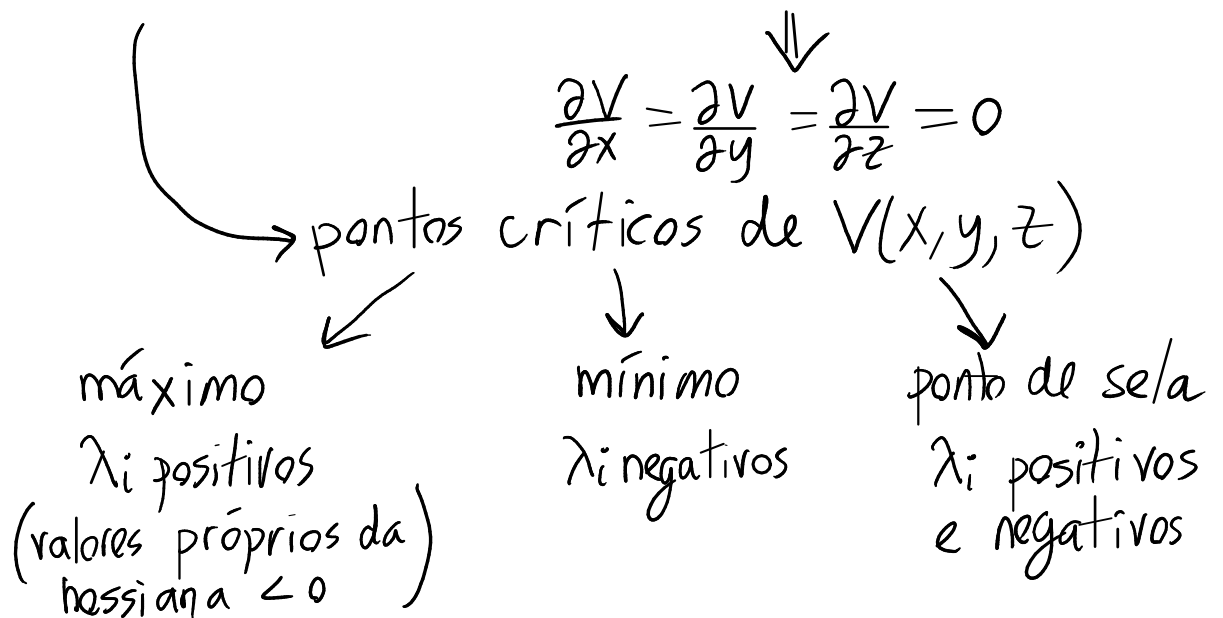 ∂V/∂x = ∂V/∂y = ∂V/∂z = 0
pontos críticos de V(x, y, z)
máximo mínimo ponto de sela
λi positivos λi negativos λi positivos
(valores próprios da e negativos
hessiana < 0)